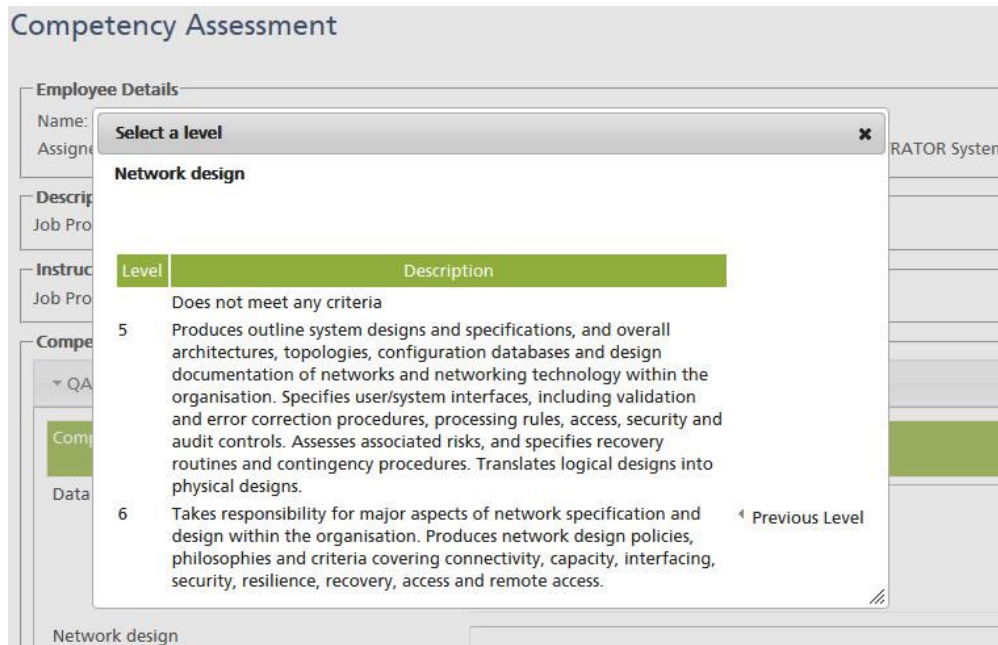 Competency Assessment
Employee Details
Name:
Select a level
RATOR System
Network design
Level Description
Does not meet any criteria
5 Produces outline system designs and specifications, and overall
architectures, topologies, configuration databases and design
documentation of networks and networking technology within the
organisation. Specifies user/system interfaces, including validation
and error correction procedures, processing rules, access, security and
audit controls. Assesses associated risks, and specifies recovery
routines and contingency procedures. Translates logical designs into
physical designs.
6 Takes responsibility for major aspects of network specification and
design within the organisation. Produces network design policies,
philosophies and criteria covering connectivity, capacity, interfacing,
security, resilience, recovery, access and remote access.
Previous Level
Assigne
Descrip
Job Pro
Instruc
Job Pro
Compe
QA
Comp
Data
Network design